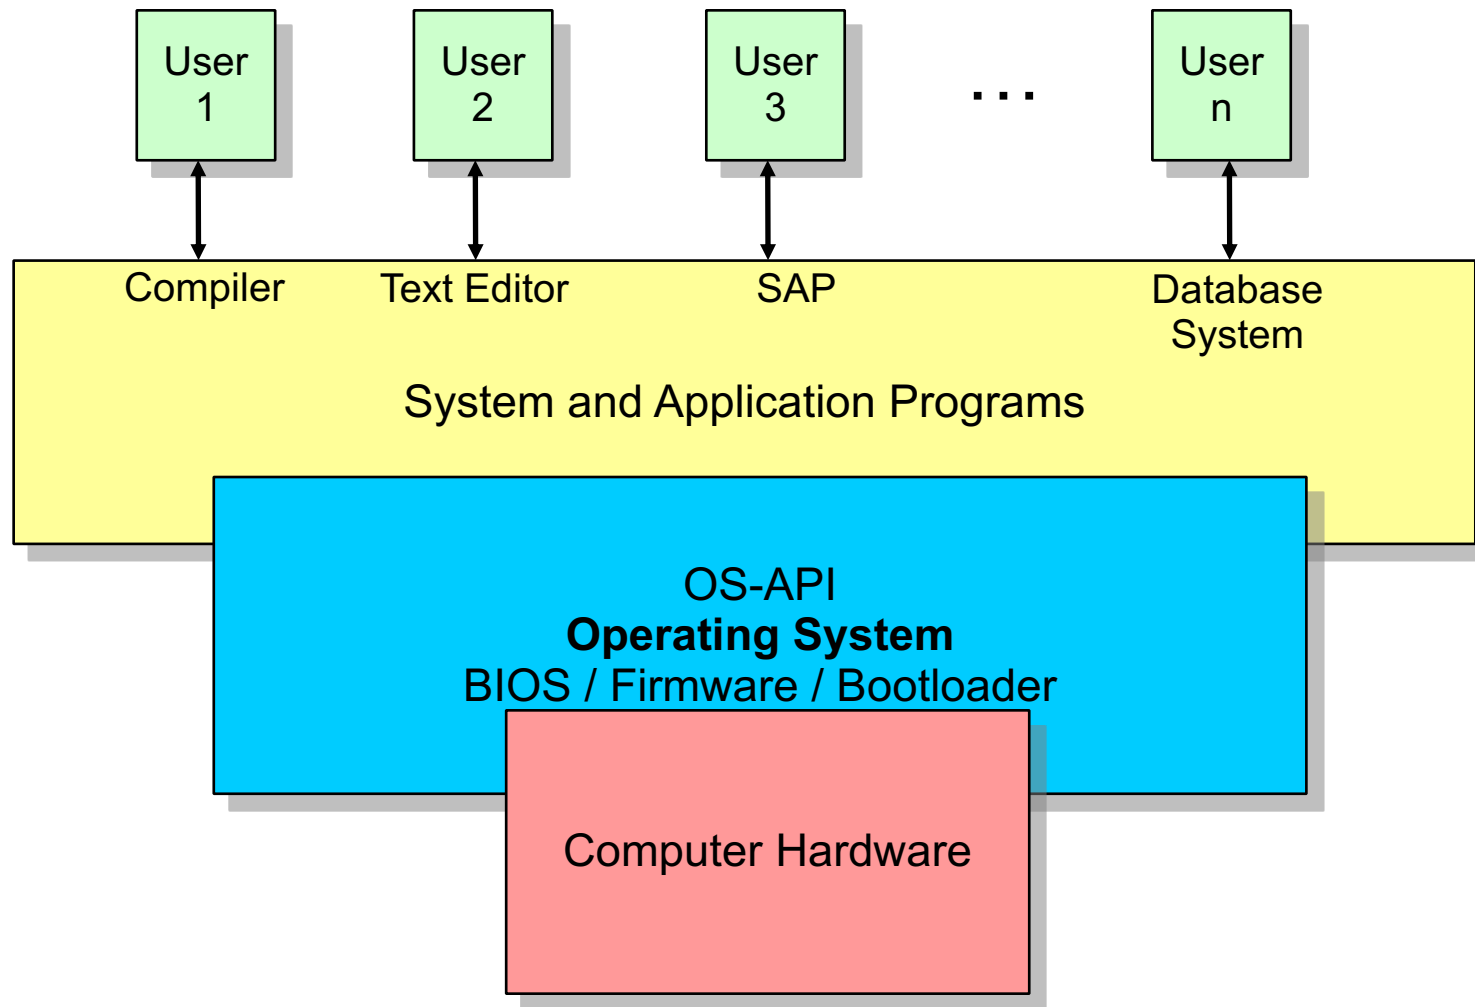 User
1
User
2
User
3
...
User
n
Compiler
Text Editor
SAP
Database
System
System and Application Programs
OS-API
Operating System
BIOS / Firmware / Bootloader
Computer Hardware